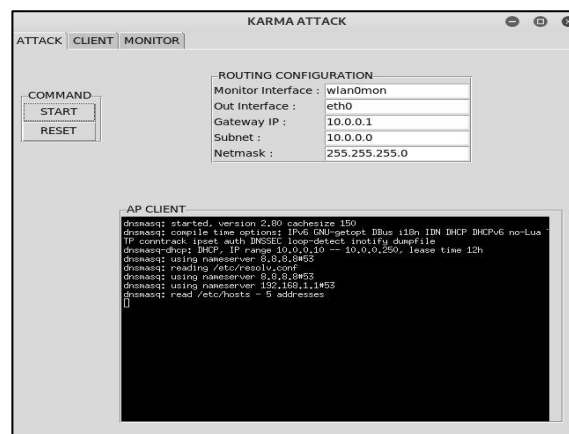 KARMA ATTACK
ATTACK CLIENT MONITOR
COMMAND
START
RESET
ROUTING CONFIGURATION
Monitor Interface : wlan0mon
Out Interface : eth0
Gateway IP : 10.0.0.1
Subnet : 10.0.0.0
Netmask : 255.255.255.0
AP CLIENT
dnsmasq: started, version 2.80 cachesize 150
dnsmasq: compile time options: IPv6 GNU-getopt DBus i18n IDN DHCP DHCPv6 no-Lua
TP conntrack ipset auth DNSSEC loop-detect inotify dumpfile
dnsmasq-dhcp: DHCP, IP range 10.0.0.10 -- 10.0.0.250, lease time 12h
dnsmasq: using nameserver 8.8.8.8#53
dnsmasq: reading /etc/resolv.conf
dnsmasq: using nameserver 8.8.8.8#53
dnsmasq: using nameserver 192.168.1.1#53
dnsmasq: read /etc/hosts - 5 addresses